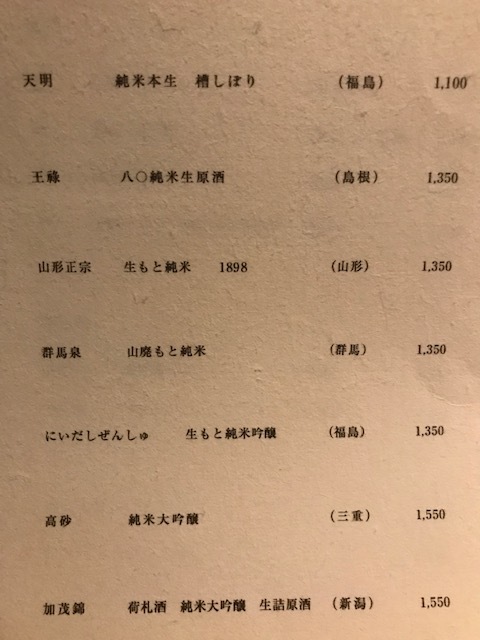 天明 純米本生 槽しぼり （福島） 1,100
王祿 八〇純米生原酒 （島根） 1,350
山形正宗 生もと純米 1898 （山形） 1,350
群馬泉 山廃もと純米 （群馬） 1,350
にいだしぜんしゅ 生もと純米吟醸 （福島） 1,350
高砂 純米大吟醸 （三重） 1,550
加茂錦 荷札酒 純米大吟醸 生詰原酒 （新潟） 1,550